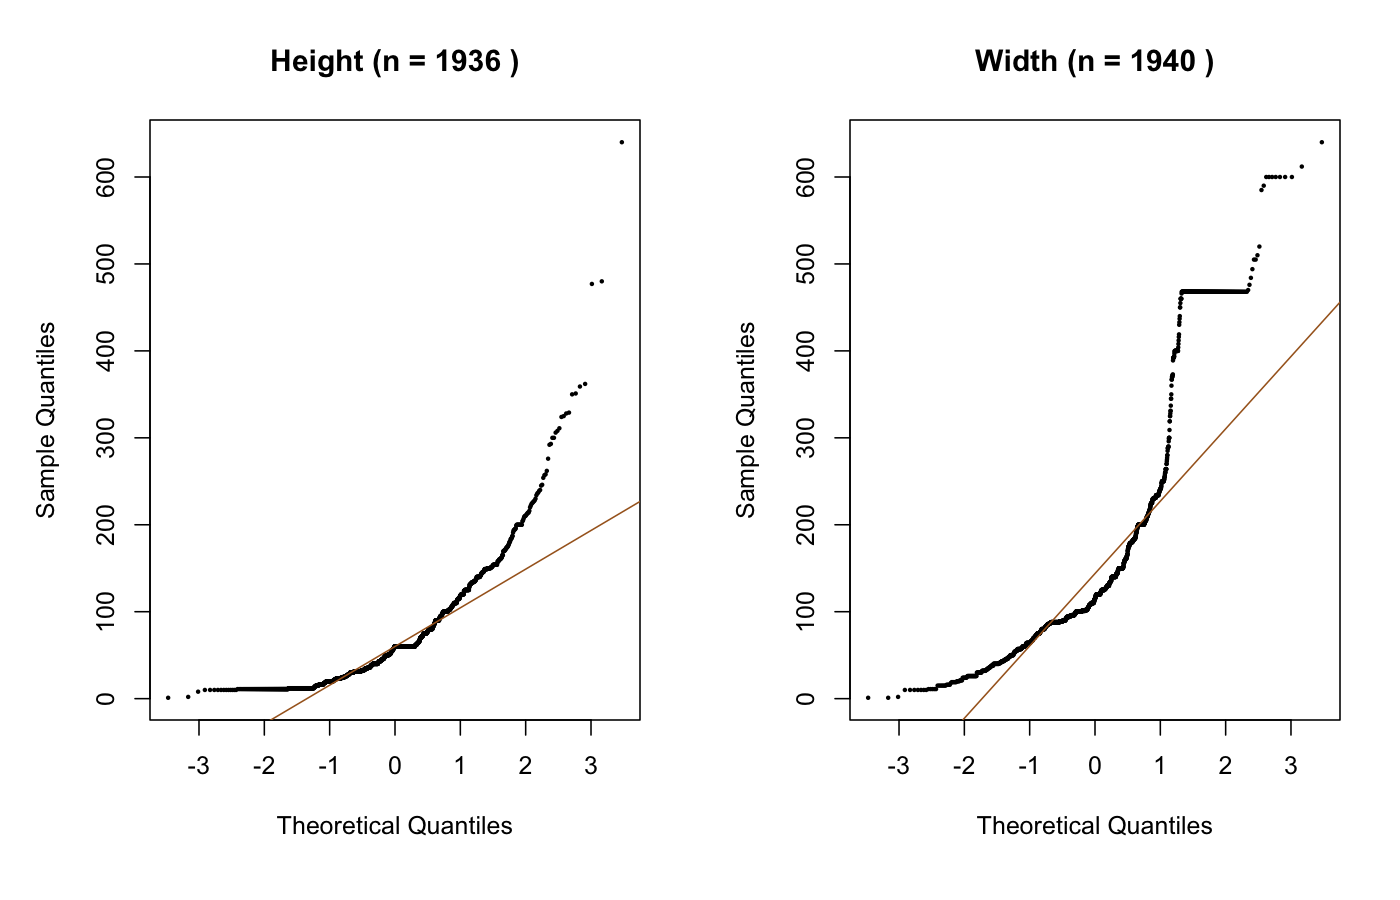 Height (n = 1936 )
Sample Quantiles
600
500
400
300
200
100
0
-3 -2 -1 0 1 2 3
Theoretical Quantiles
Width (n = 1940 )
Sample Quantiles
600
500
400
300
200
100
0
-3 -2 -1 0 1 2 3
Theoretical Quantiles